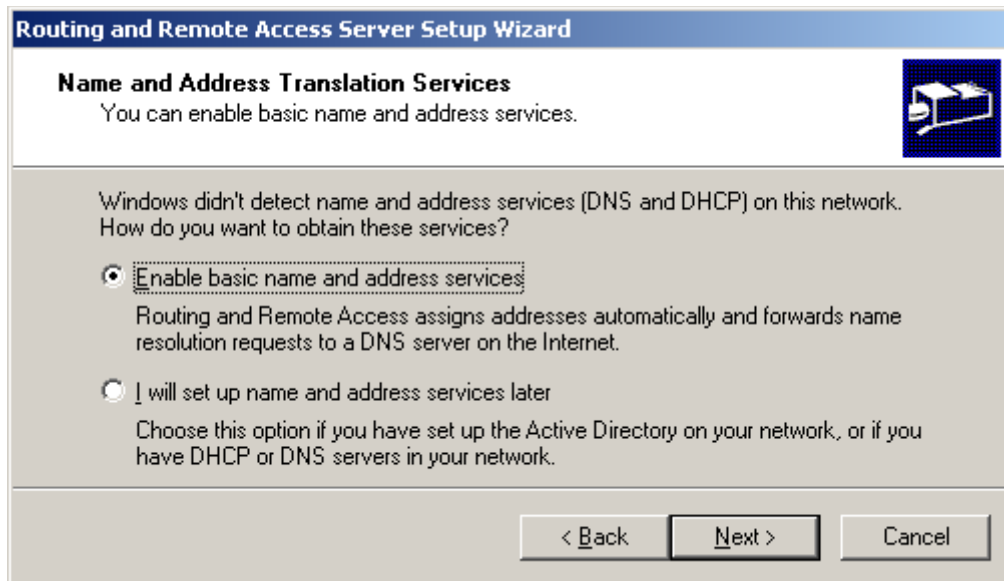 Routing and Remote Access Server Setup Wizard
Name and Address Translation Services
You can enable basic name and address services.
Windows didn't detect name and address services (DNS and DHCP) on this network.
How do you want to obtain these services?
Enable basic name and address services
Routing and Remote Access assigns addresses automatically and forwards name
resolution requests to a DNS server on the Internet.
I will set up name and address services later
Choose this option if you have set up the Active Directory on your network, or if you
have DHCP or DNS servers in your network.
< Back Next > Cancel